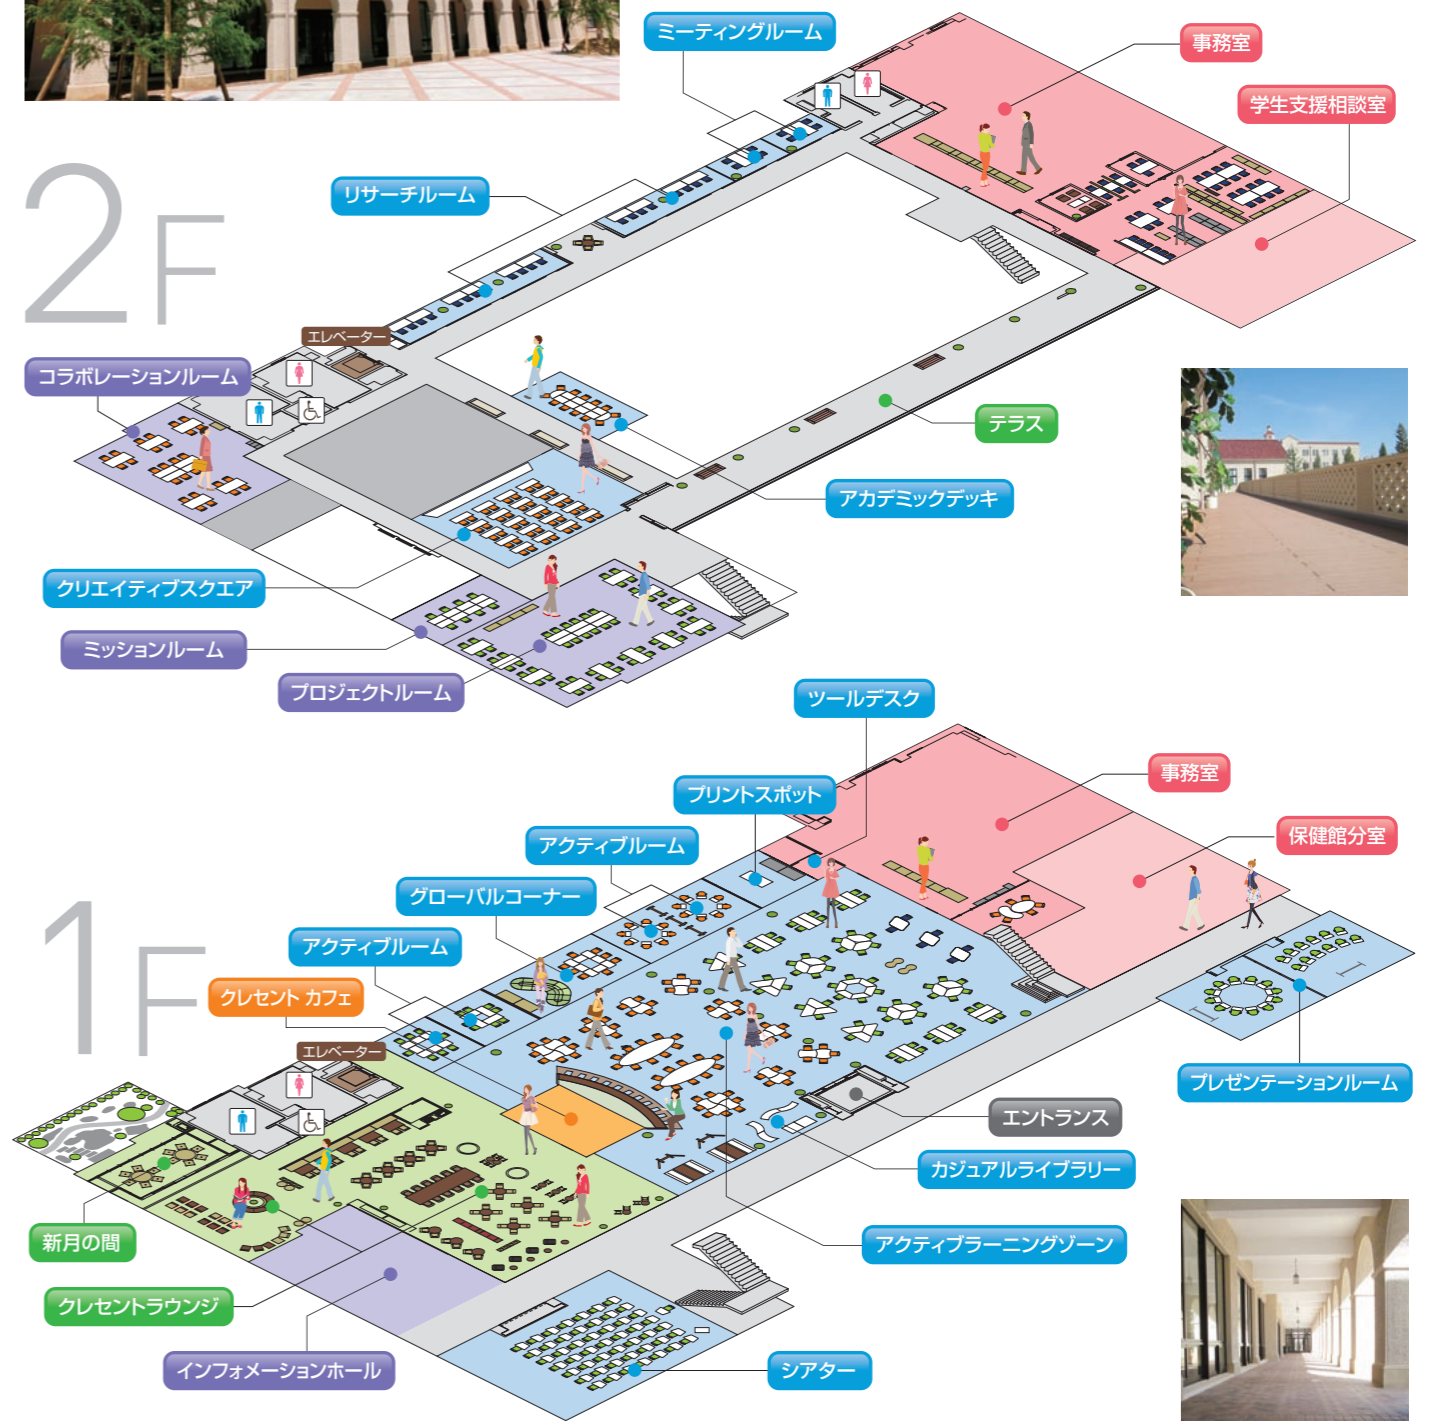 ミーティングルーム
事務室
学生支援相談室
リサーチルーム
2F
エレベーター
コラボレーションルーム
テラス
アカデミックデッキ
クリエイティブスクエア
ミッションルーム
プロジェクトルーム
ツールデスク
事務室
プリントスポット
保健館分室
アクティブルーム
グローバルコーナー
1F
アクティブルーム
クレセント カフェ
エレベーター
プレゼンテーションルーム
エントランス
カジュアルライブラリー
新月の間
アクティブラーニングゾーン
クレセントラウンジ
インフォメーションホール
シアター